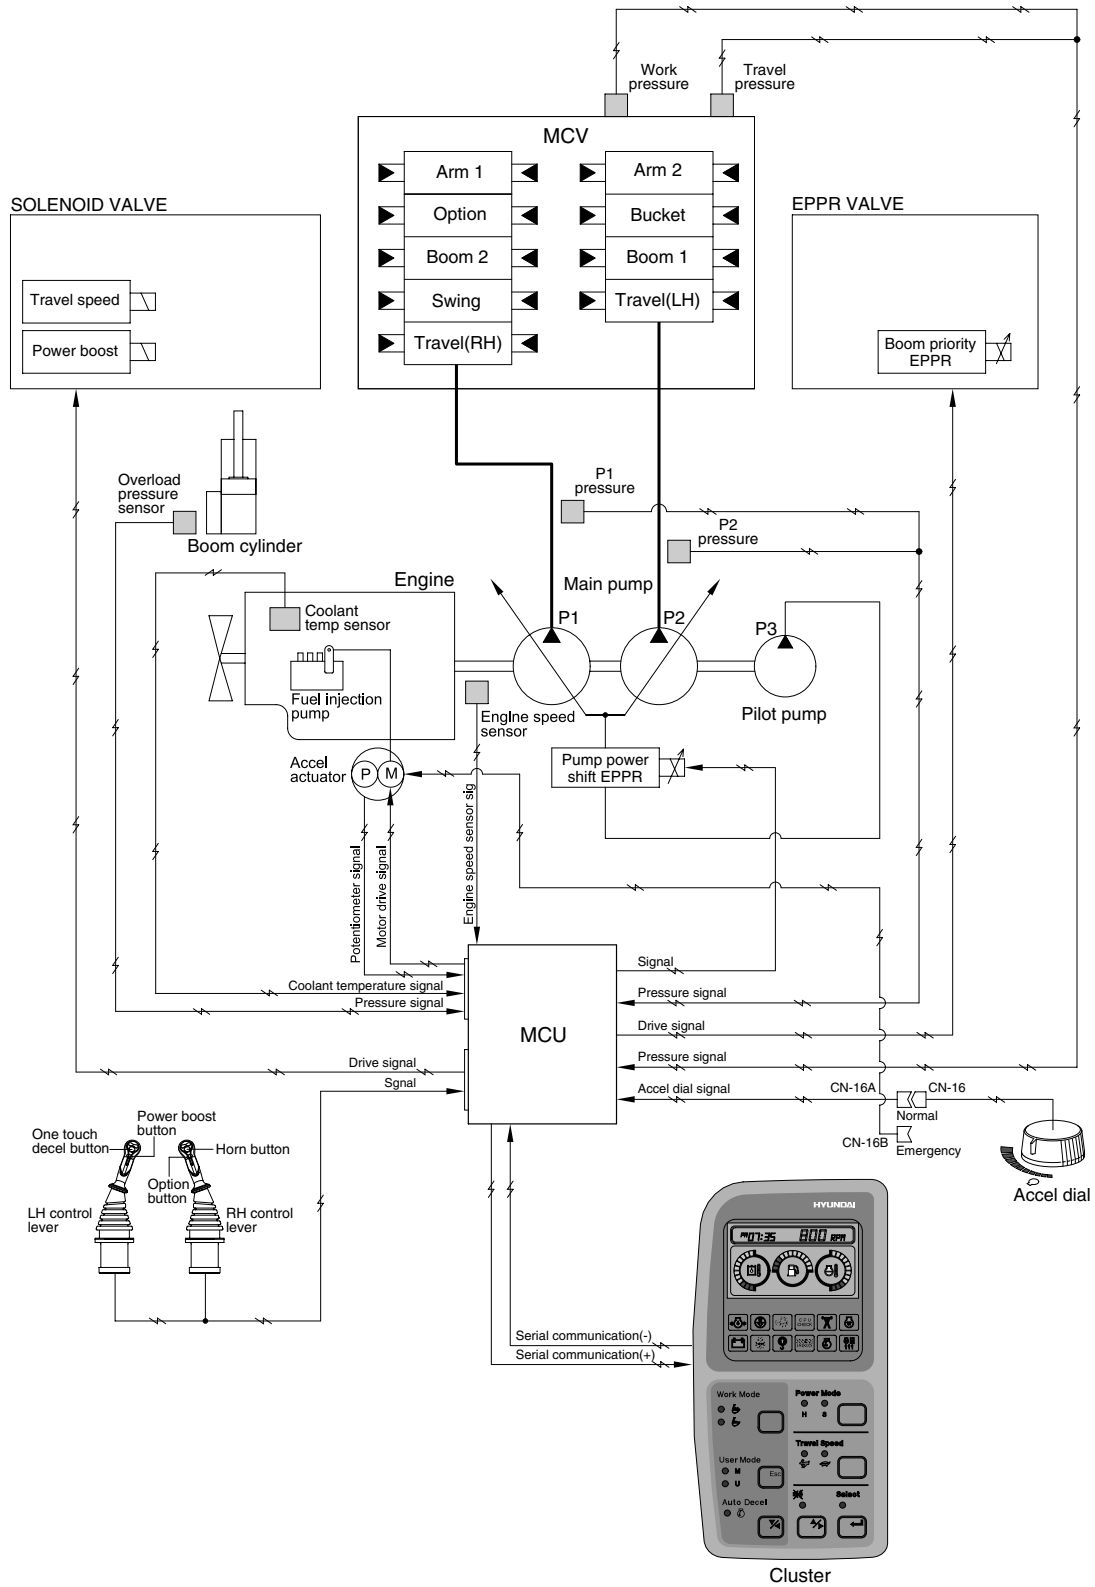 Work
pressure
Travel
pressure
MCV
Arm 1
Option
Boom 2
Swing
Travel(RH)
Arm 2
Bucket
Boom 1
Travel(LH)
SOLENOID VALVE
Travel speed
Power boost
EPPR VALVE
Boom priority
EPPR
Overload
pressure
sensor
Boom cylinder
P1
pressure
P2
pressure
Engine
Coolant
temp sensor
Fuel injection
pump
Main pump
P1
P2
P3
Pilot pump
Engine speed
sensor
Accel
actuator
P
M
Pump power
shift EPPR
Potentiometer signal
Motor drive signal
Engine speed sensor sig
Coolant temperature signal
Pressure signal
Drive signal
Sgnal
MCU
Signal
Pressure signal
Drive signal
Pressure signal
Accel dial signal
CN-16A
CN-16
Normal
CN-16B
Emergency
Accel dial
One touch
decel button
Power boost
button
Horn button
Option
button
LH control
lever
RH control
lever
Serial communication(-)
Serial communication(+)
HYUNDAI
PM 07:35 800 RPM
CPU
CHECK
Work Mode
Power Mode
H S
Travel Speed
User Mode
M
U
Esc
Auto Decel
Select
Cluster